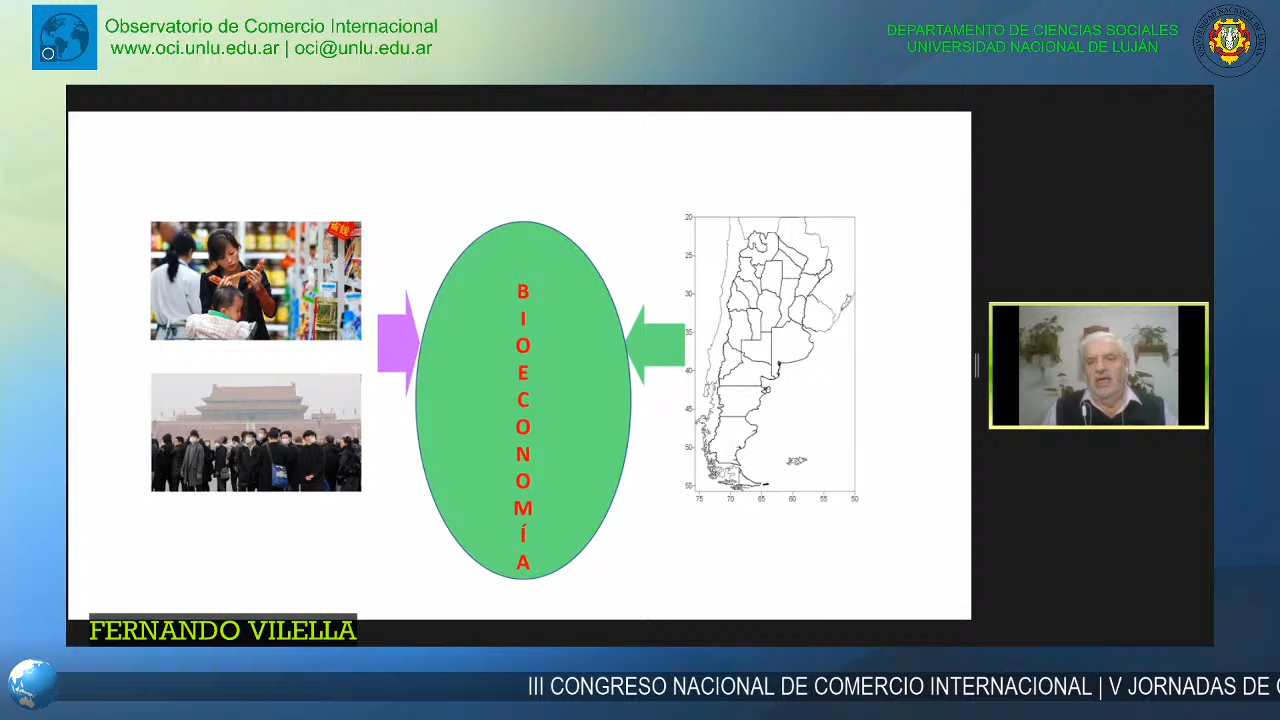 Observatorio de Comercio Internacional
www.oci.unlu.edu.ar | oci@unlu.edu.ar
DEPARTAMENTO DE CIENCIAS SOCIALES
UNIVERSIDAD NACIONAL DE LUJÁN
B
I
O
E
C
O
N
O
M
Í
A
20
25
30
35
40
45
50
55
75
70
65
60
55
50
FERNANDO VILELLA
III CONGRESO NACIONAL DE COMERCIO INTERNACIONAL | V JORNADAS DE